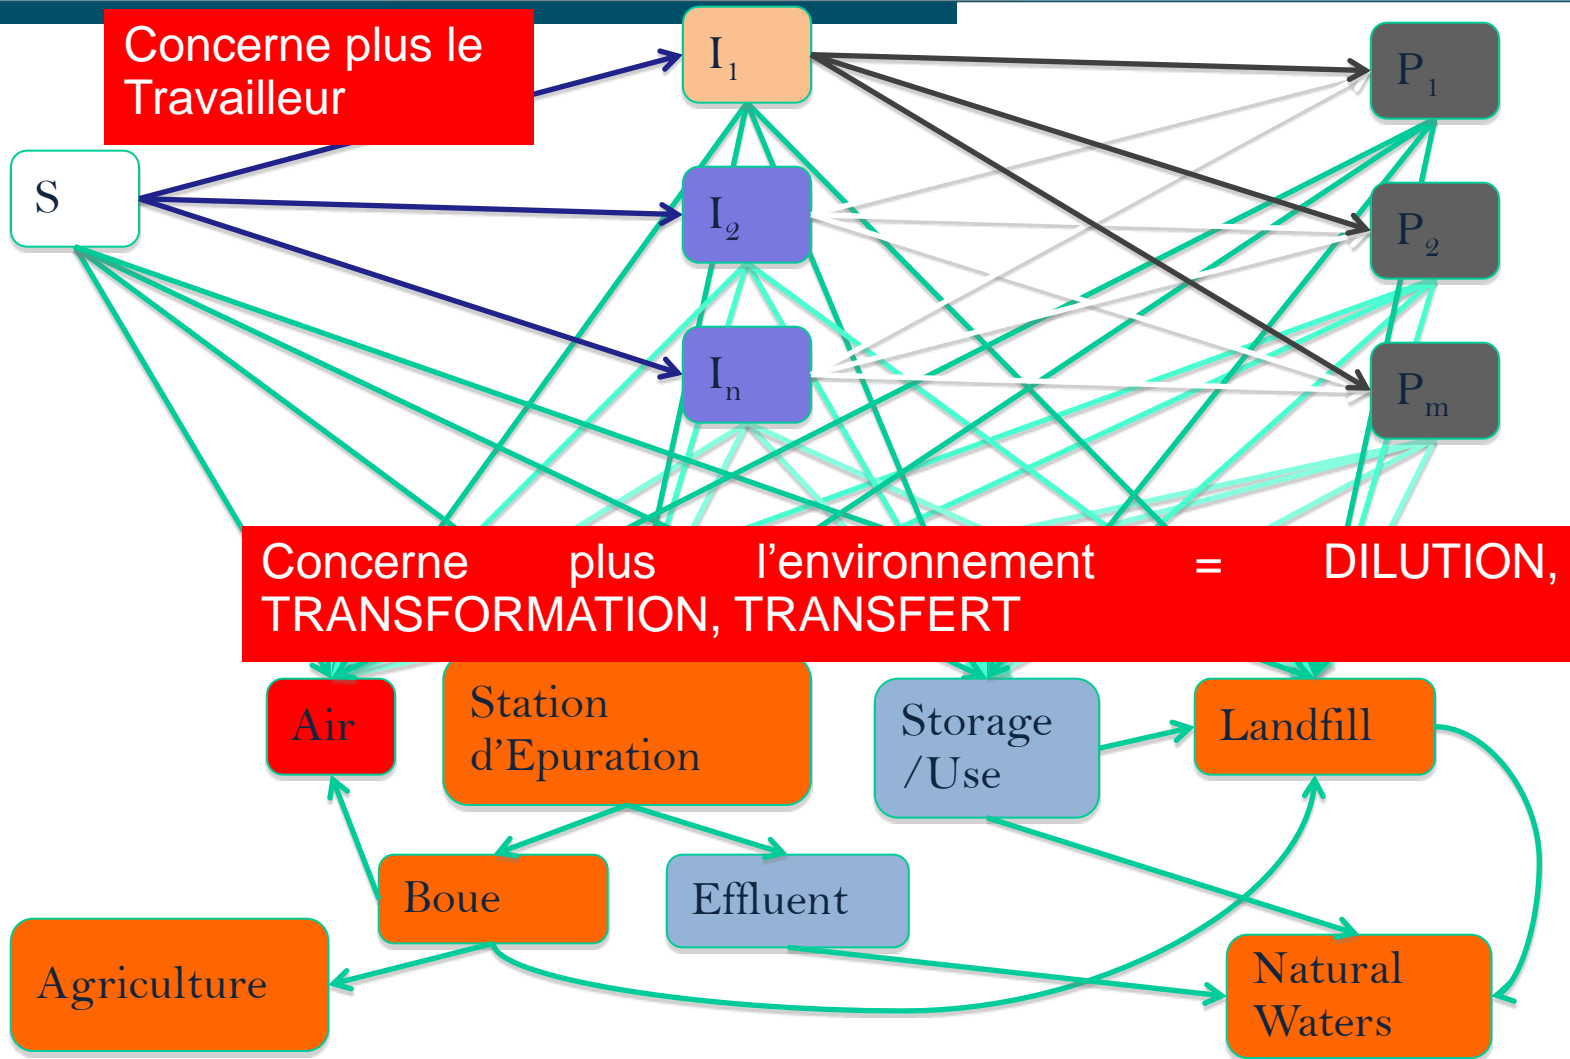 Concerne plus le
Travailleur
I1
P1
S
I2
P2
In
Pm
Concerne plus l’environnement = DILUTION,
TRANSFORMATION, TRANSFERT
Air
Station
d’Epuration
Storage
/Use
Landfill
Boue
Effluent
Agriculture
Natural
Waters